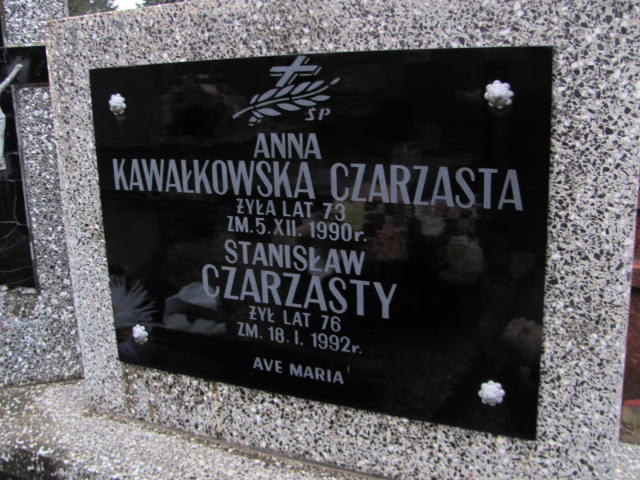 ŚP
ANNA
KAWAŁKOWSKA CZARZASTA
ŻYŁA LAT 73
ZM. 5. XII. 1990r.
STANISŁAW
CZARZASTY
ŻYŁ LAT 76
ZM. 18. I. 1992r.
AVE MARIA